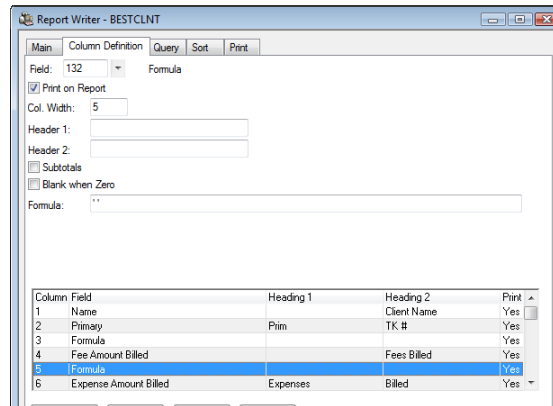 Report Writer - BESTCLNT
Main Column Definition Query Sort Print
Field: 132 Formula
Print on Report
Col. Width: 5
Header 1:
Header 2:
Subtotals
Blank when Zero
Formula: ' '
Column Field Heading 1 Heading 2 Print
1 Name Client Name Yes
2 Primary Prim TK # Yes
3 Formula Yes
4 Fee Amount Billed Fees Billed Yes
5 Formula Yes
6 Expense Amount Billed Expenses Billed Yes